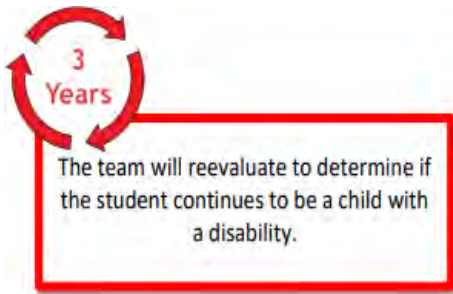 3
Years
The team will reevaluate to determine if
the student continues to be a child with
a disability.